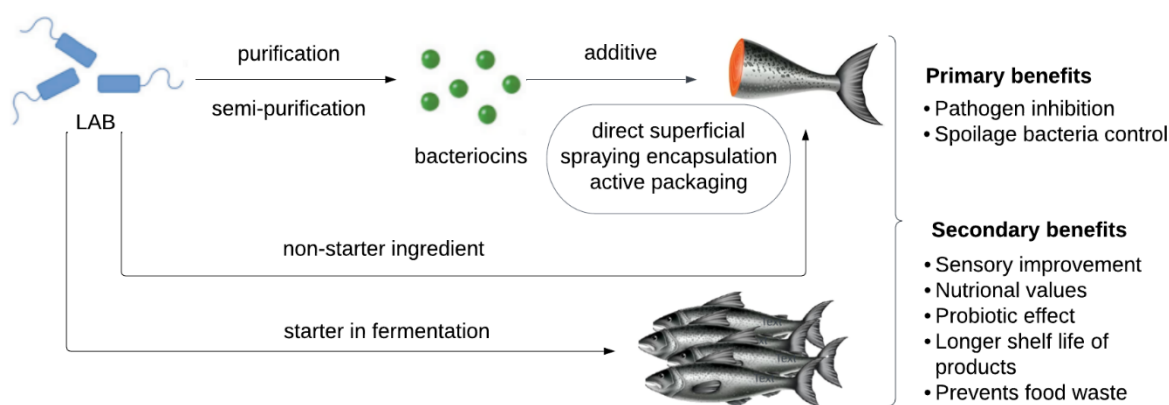 LAB
purification
semi-purification
bacteriocins
additive
direct superficial
spraying encapsulation
active packaging
non-starter ingredient
starter in fermentation
Primary benefits
• Pathogen inhibition
• Spoilage bacteria control
Secondary benefits
• Sensory improvement
• Nutrional values
• Probiotic effect
• Longer shelf life of
products
• Prevents food waste